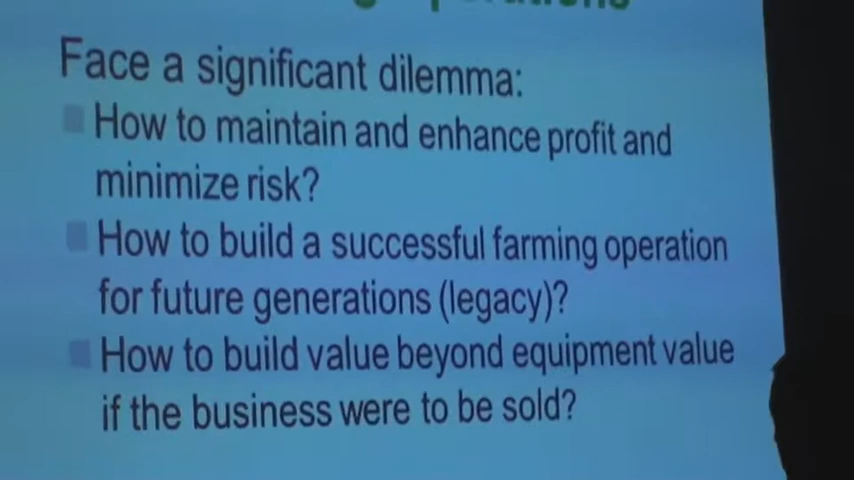 Face a significant dilemma:
How to maintain and enhance profit and
minimize risk?
How to build a successful farming operation
for future generations (legacy)?
How to build value beyond equipment value
if the business were to be sold?